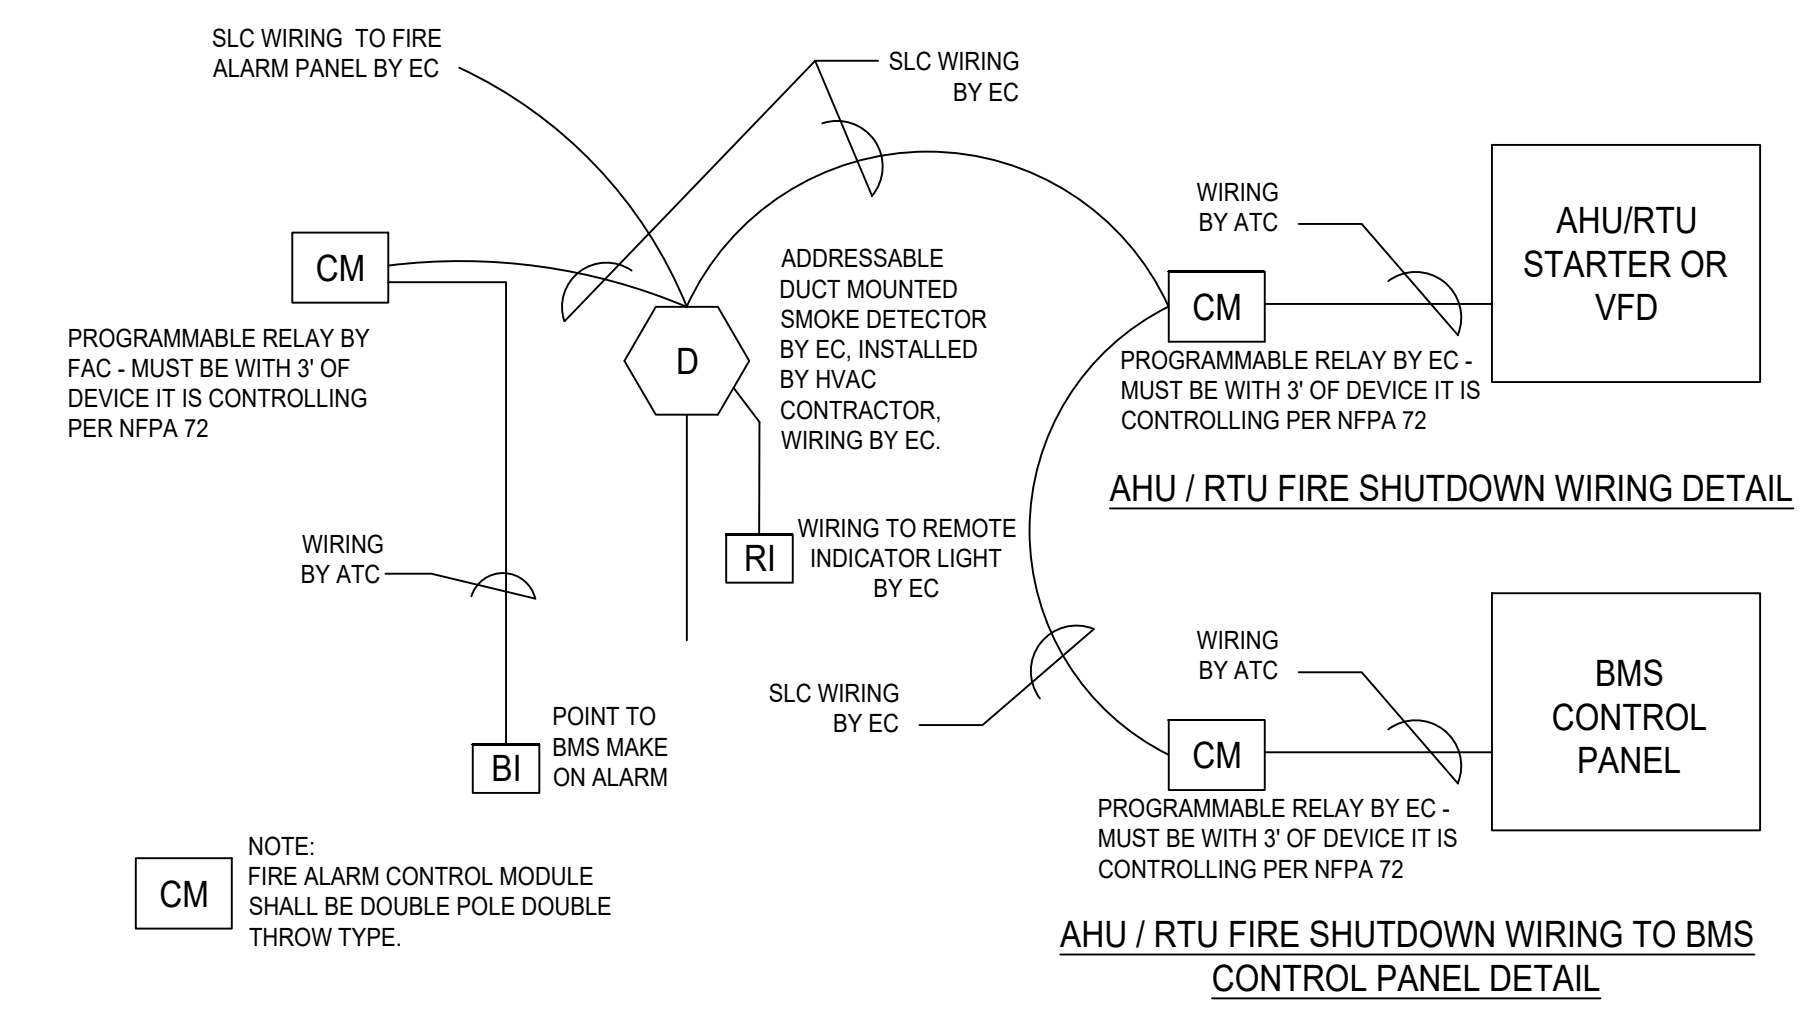 SLC WIRING TO FIRE
ALARM PANEL BY EC
SLC WIRING
BY EC
WIRING
BY ATC
AHU/RTU
STARTER OR
VFD
CM
PROGRAMMABLE RELAY BY
FAC - MUST BE WITH 3' OF
DEVICE IT IS CONTROLLING
PER NFPA 72
D
ADDRESSABLE
DUCT MOUNTED
SMOKE DETECTOR
BY EC, INSTALLED
BY HVAC
CONTRACTOR,
WIRING BY EC.
CM
PROGRAMMABLE RELAY BY EC -
MUST BE WITH 3' OF DEVICE IT IS
CONTROLLING PER NFPA 72
AHU / RTU FIRE SHUTDOWN WIRING DETAIL
WIRING
BY ATC
RI
WIRING TO REMOTE
INDICATOR LIGHT
BY EC
BI
POINT TO
BMS MAKE
ON ALARM
SLC WIRING
BY EC
WIRING
BY ATC
BMS
CONTROL
PANEL
CM
PROGRAMMABLE RELAY BY EC -
MUST BE WITH 3' OF DEVICE IT IS
CONTROLLING PER NFPA 72
CM
NOTE:
FIRE ALARM CONTROL MODULE
SHALL BE DOUBLE POLE DOUBLE
THROW TYPE.
AHU / RTU FIRE SHUTDOWN WIRING TO BMS
CONTROL PANEL DETAIL